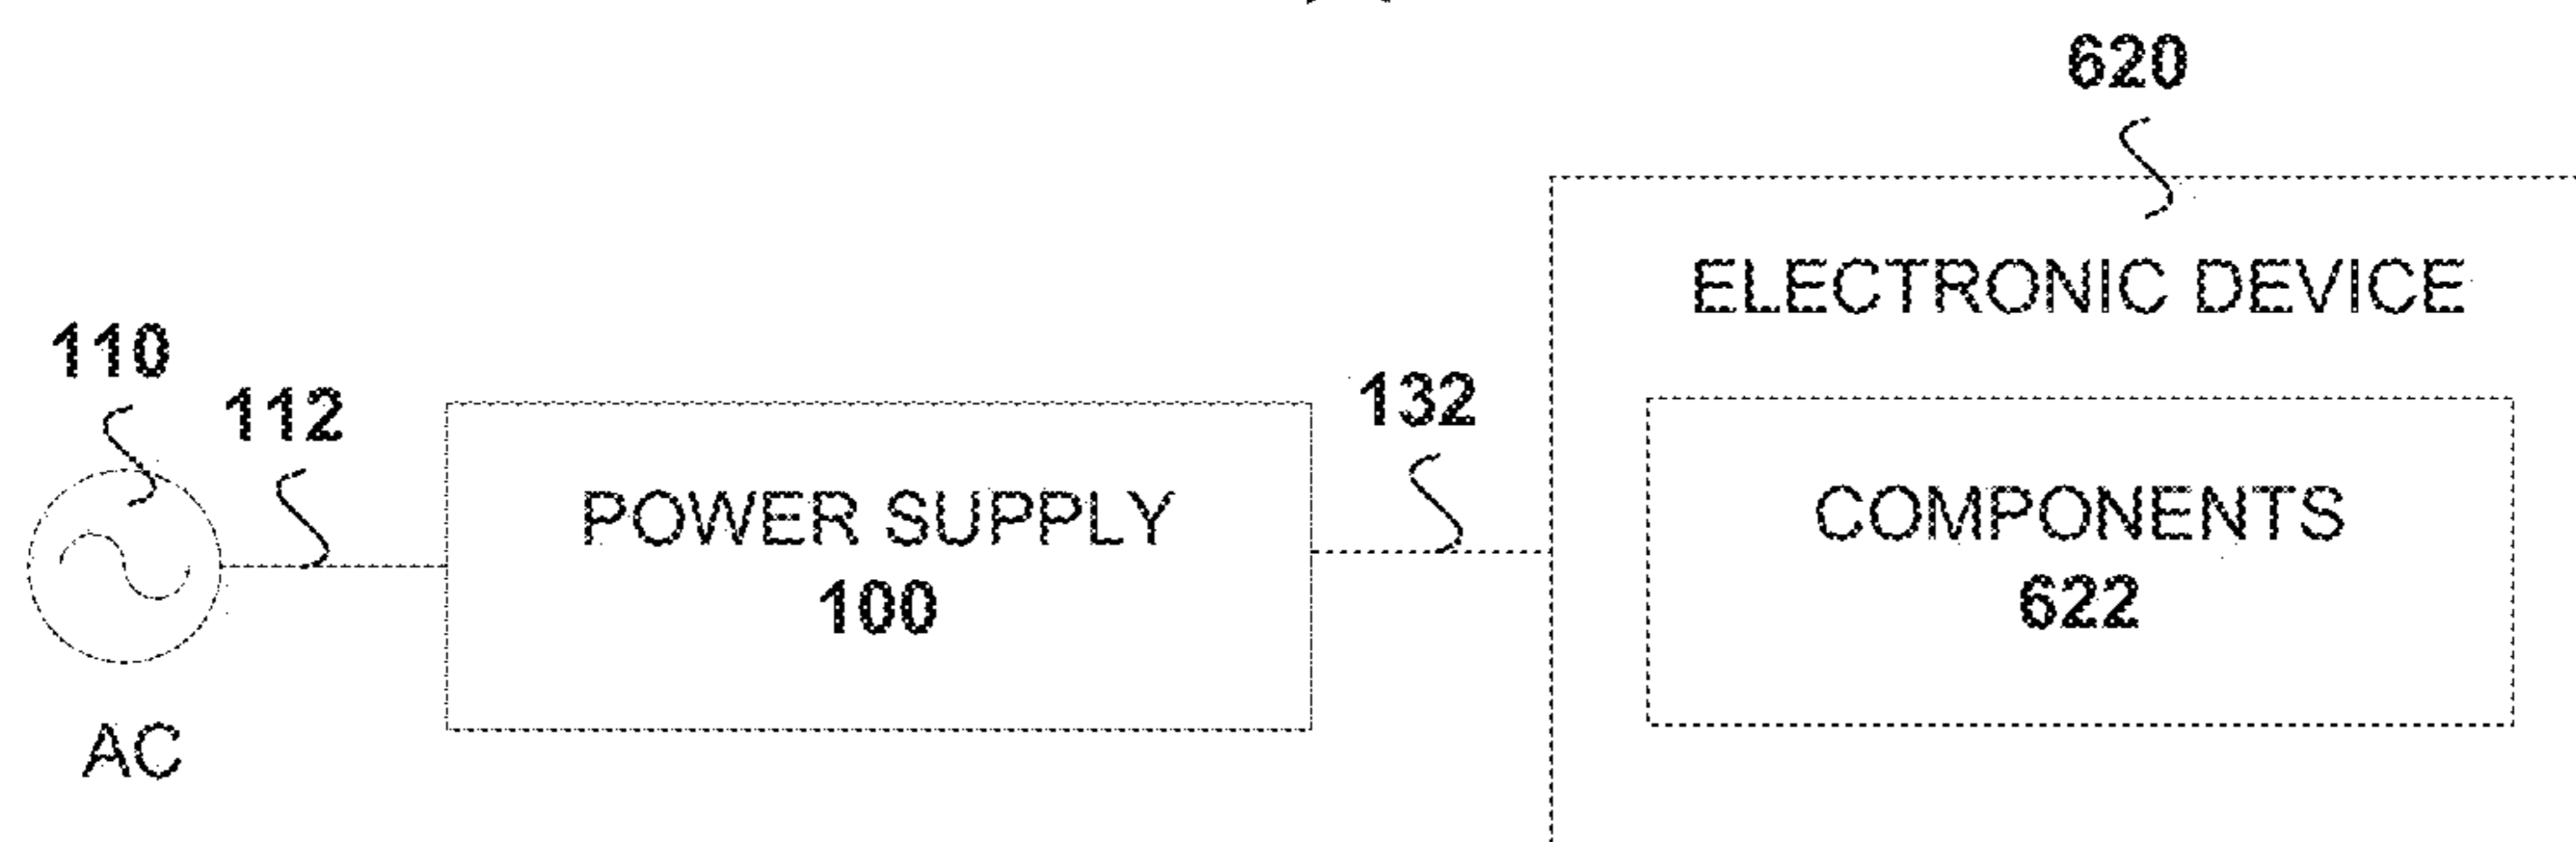 620
ELECTRONIC DEVICE
110
112
132
POWER SUPPLY
100
COMPONENTS
622
AC